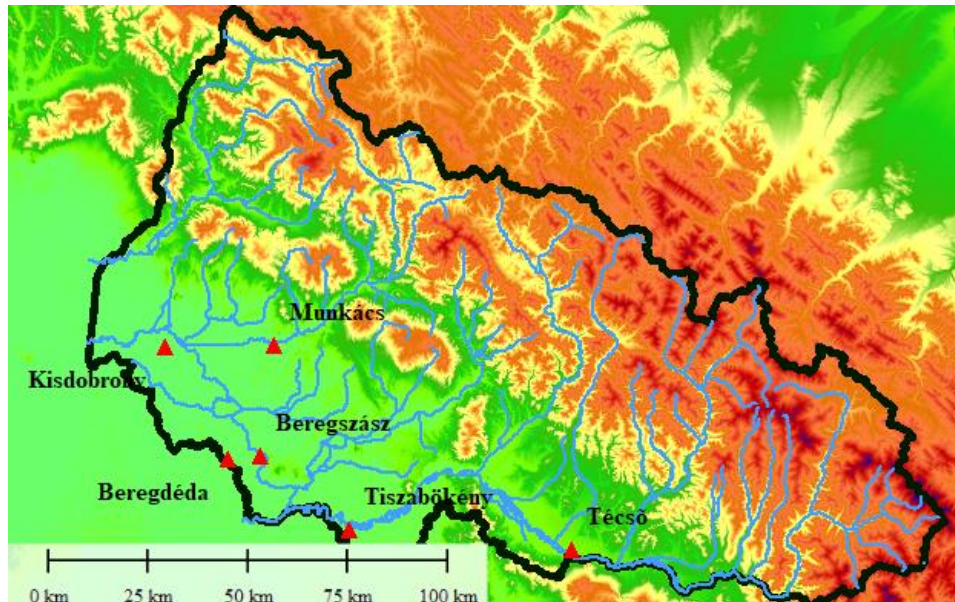 Munkács
Kisdobrony
Beregszász
Beregdéda
Tiszabökény
Técső
0 km 25 km 50 km 75 km 100 km